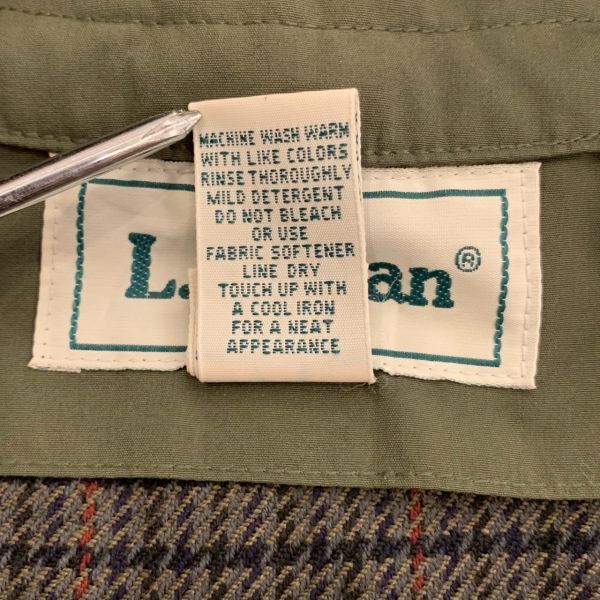 MACHINE WASH WARM
WITH LIKE COLORS
RINSE THOROUGHLY
MILD DETERGENT
DO NOT BLEACH
OR USE
FABRIC SOFTENER
LINE DRY
TOUCH UP WITH
A COOL IRON
FOR A NEAT
APPEARANCE
L. an®